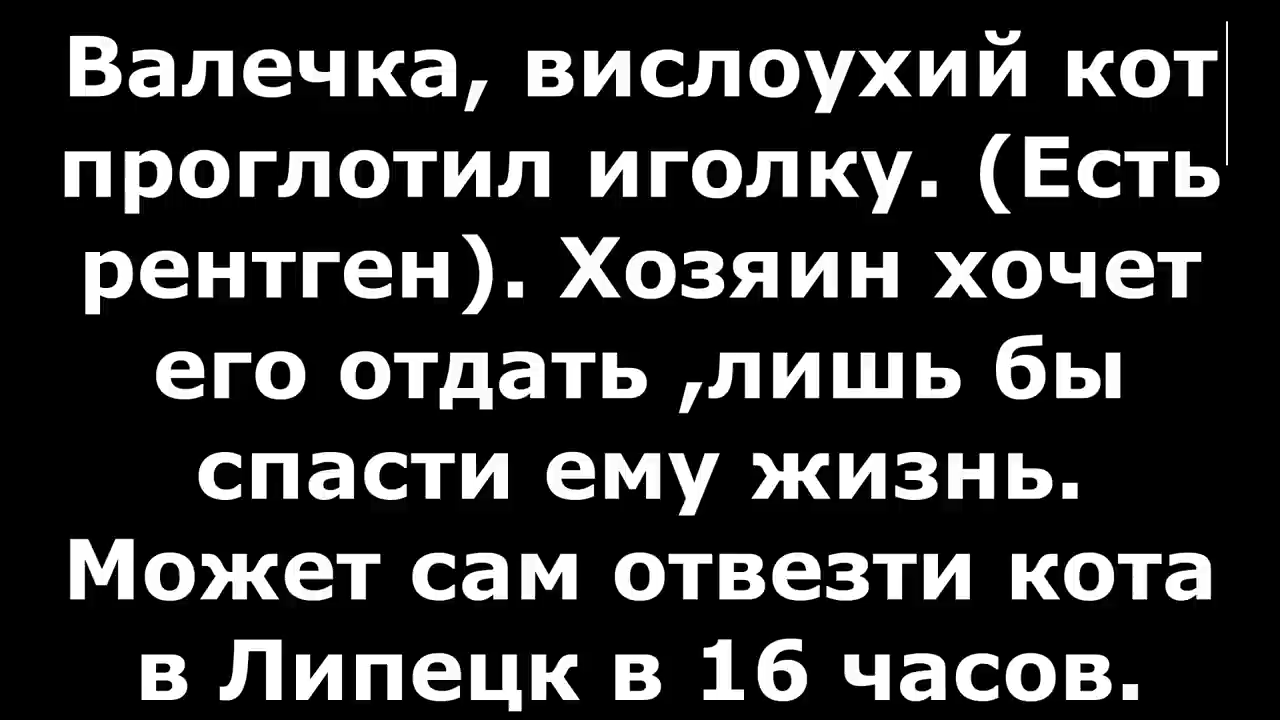 Валечка, вислоухий кот
проглотил иголку. (Есть
рентген). Хозяин хочет
его отдать ,лишь бы
спасти ему жизнь.
Может сам отвезти кота
в Липецк в 16 часов.